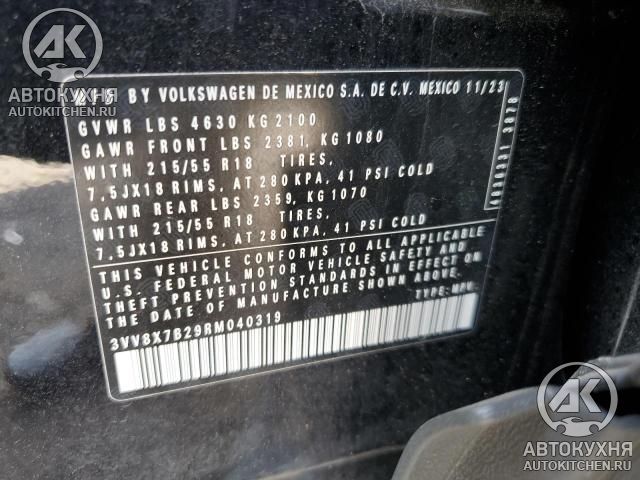 АК
АВТОКУХНЯ
AUTOKITCHEN.RU
BY VOLKSWAGEN DE MEXICO S.A. DE C.V. MEXICO 11/23
GVWR LBS 4630 KG 2100
GAWR FRONT LBS 2381, KG 1080
WITH 215/55 R18 TIRES,
7,5JX18 RIMS, AT 280 KPA, 41 PSI COLD
GAWR REAR LBS 2359, KG 1070
WITH 215/55 R18 TIRES,
7,5JX18 RIMS, AT 280 KPA, 41 PSI COLD
THIS VEHICLE CONFORMS TO ALL APPLICABLE
U.S. FEDERAL MOTOR VEHICLE SAFETY AND
THEFT PREVENTION STANDARDS IN EFFECT ON
THE DATE OF MANUFACTURE SHOWN ABOVE.
TYPE: MPV
3VV8X7B29RM040319
АК
АВТОКУХНЯ
AUTOKITCHEN.RU